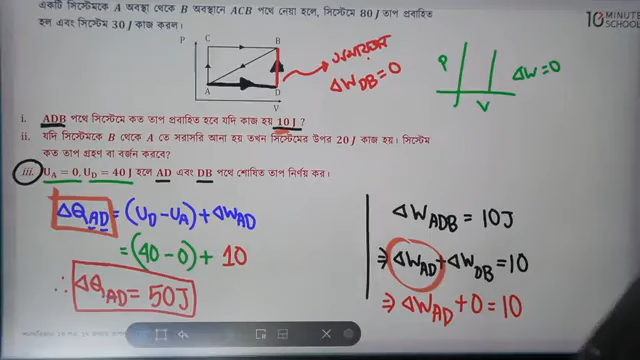 একটি সিস্টেমকে A অবস্থা থেকে B অবস্থানে ACB পথে নেয়া হলে, সিস্টেমে 80 J তাপ প্রবাহিত
হল এবং সিস্টেম 30 J কাজ করল।
10 MINUTE SCHOOL
P
C
B
A
D
V
সমআয়তন
ΔW_DB = 0
P
V
ΔW = 0
i. ADB পথে সিস্টেমে কত তাপ প্রবাহিত হবে যদি কাজ হয় 10 J ?
ii. যদি সিস্টেমকে B থেকে A তে সরাসরি আনা হয় তখন সিস্টেমের উপর 20 J কাজ হয়। সিস্টেম
কত তাপ গ্রহণ বা বর্জন করবে?
iii. U_A = 0, U_D = 40 J হলে AD এবং DB পথে শোষিত তাপ নির্ণয় কর।
ΔQ_AD = (U_D − U_A) + ΔW_AD
= (40 − 0) + 10
∴ ΔQ_AD = 50J
ΔW_ADB = 10J
⇒ ΔW_AD + ΔW_DB = 10
⇒ ΔW_AD + 0 = 10